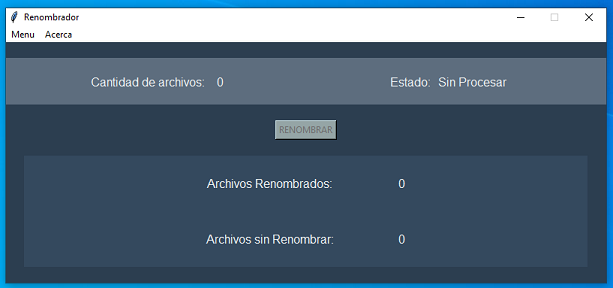 Renombrador
Menu Acerca
Cantidad de archivos: 0 Estado: Sin Procesar
RENOMBRAR
Archivos Renombrados: 0
Archivos sin Renombrar: 0